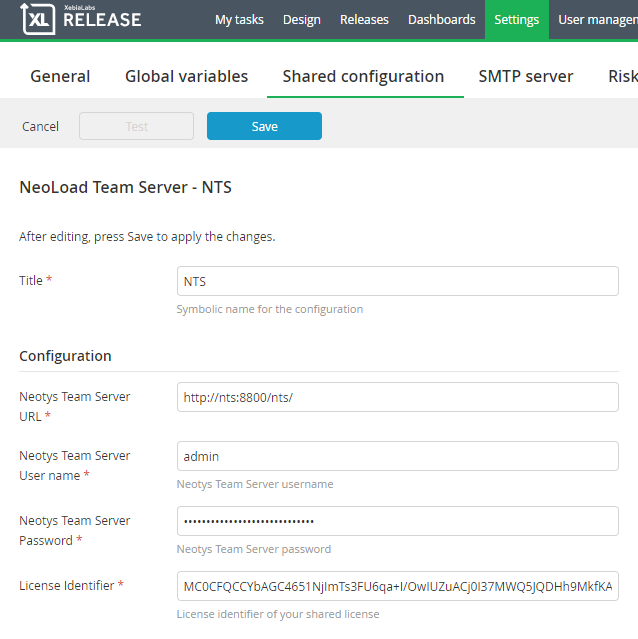 XL XebiaLabs RELEASE My tasks Design Releases Dashboards Settings User managem
General Global variables Shared configuration SMTP server Risk
Cancel Test Save
NeoLoad Team Server - NTS
After editing, press Save to apply the changes.
Title * NTS
Symbolic name for the configuration
Configuration
Neotys Team Server URL * http://nts:8800/nts/
Neotys Team Server User name * admin
Neotys Team Server username
Neotys Team Server Password * ••••••••••••••••••••••••••••••
Neotys Team Server password
License Identifier * MC0CFQCCYbAGC4651NjImTs3FU6qa+I/OwIUZuACj0I37MWQ5JQDHh9MkfKA
License identifier of your shared license